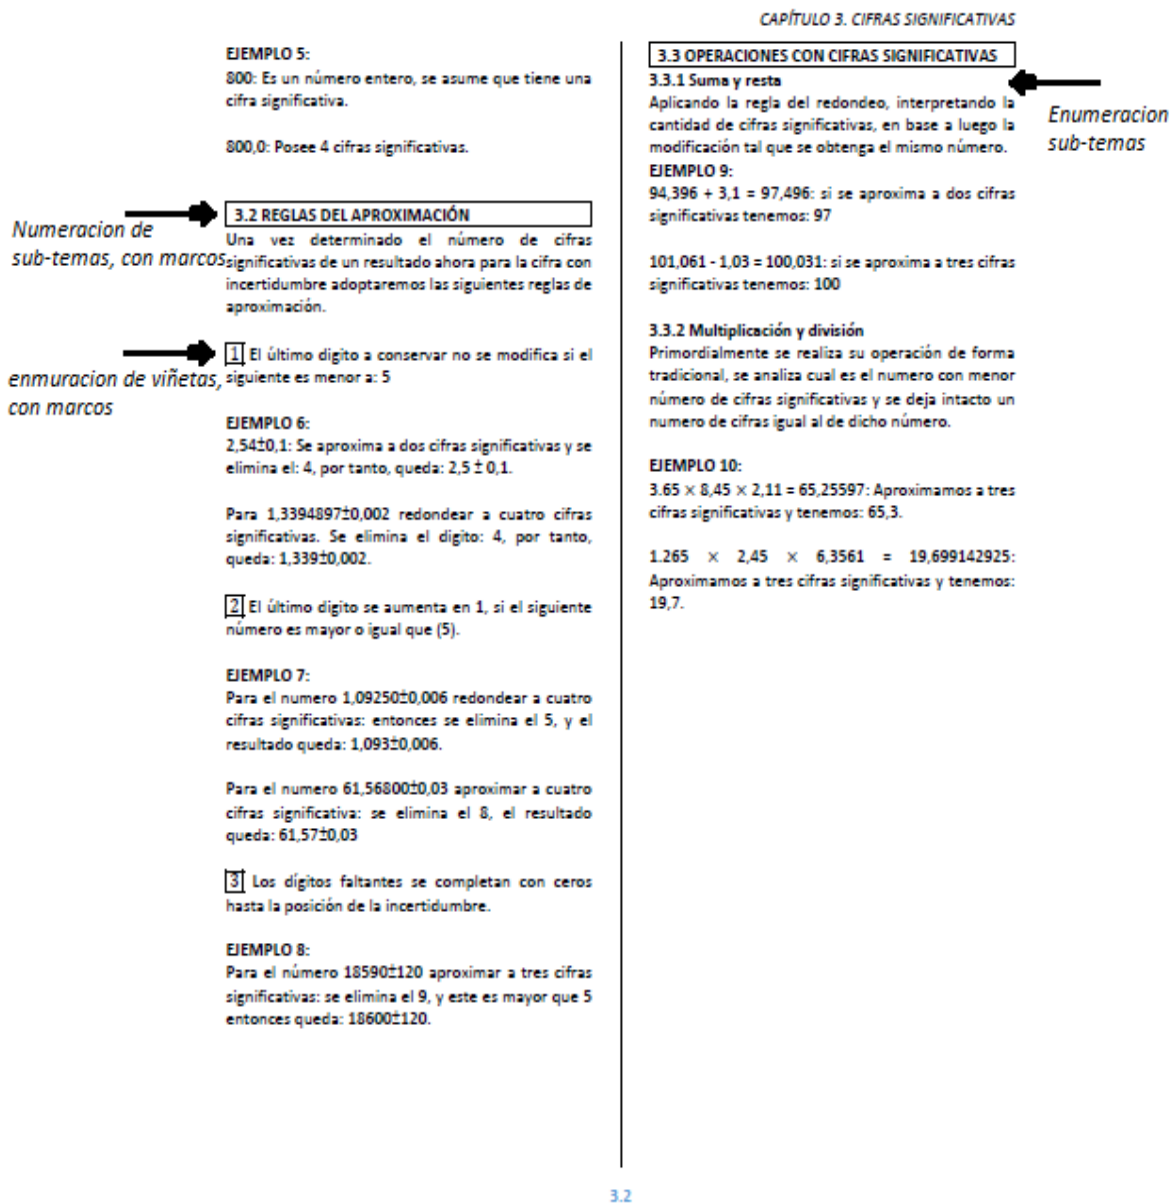 CAPÍTULO 3. CIFRAS SIGNIFICATIVAS
EJEMPLO 5:
800: Es un número entero, se asume que tiene una
cifra significativa.
800,0: Posee 4 cifras significativas.
Numeracion de
sub-temas, con marcos
3.2 REGLAS DEL APROXIMACIÓN
Una vez determinado el número de cifras
significativas de un resultado ahora para la cifra con
incertidumbre adoptaremos las siguientes reglas de
aproximación.
enmuracion de viñetas,
con marcos
1 El último digito a conservar no se modifica si el
siguiente es menor a: 5
EJEMPLO 6:
2,54±0,1: Se aproxima a dos cifras significativas y se
elimina el: 4, por tanto, queda: 2,5 ± 0,1.
Para 1,3394897±0,002 redondear a cuatro cifras
significativas. Se elimina el digito: 4, por tanto,
queda: 1,339±0,002.
2 El último digito se aumenta en 1, si el siguiente
número es mayor o igual que (5).
EJEMPLO 7:
Para el numero 1,09250±0,006 redondear a cuatro
cifras significativas: entonces se elimina el 5, y el
resultado queda: 1,093±0,006.
Para el numero 61,56800±0,03 aproximar a cuatro
cifras significativa: se elimina el 8, el resultado
queda: 61,57±0,03
3 Los dígitos faltantes se completan con ceros
hasta la posición de la incertidumbre.
EJEMPLO 8:
Para el número 18590±120 aproximar a tres cifras
significativas: se elimina el 9, y este es mayor que 5
entonces queda: 18600±120.
3.3 OPERACIONES CON CIFRAS SIGNIFICATIVAS
3.3.1 Suma y resta
Aplicando la regla del redondeo, interpretando la
cantidad de cifras significativas, en base a luego la
modificación tal que se obtenga el mismo número.
Enumeracion
sub-temas
EJEMPLO 9:
94,396 + 3,1 = 97,496: si se aproxima a dos cifras
significativas tenemos: 97
101,061 - 1,03 = 100,031: si se aproxima a tres cifras
significativas tenemos: 100
3.3.2 Multiplicación y división
Primordialmente se realiza su operación de forma
tradicional, se analiza cual es el numero con menor
número de cifras significativas y se deja intacto un
numero de cifras igual al de dicho número.
EJEMPLO 10:
3.65 × 8,45 × 2,11 = 65,25597: Aproximamos a tres
cifras significativas y tenemos: 65,3.
1.265 × 2,45 × 6,3561 = 19,699142925:
Aproximamos a tres cifras significativas y tenemos:
19,7.
3.2